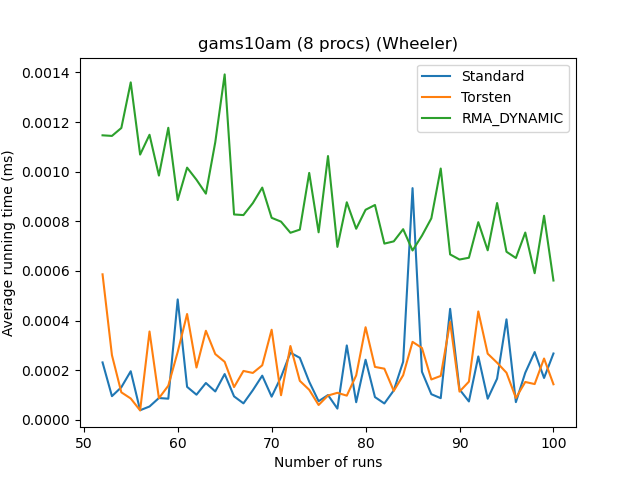 gams10am (8 procs) (Wheeler)
Standard
Torsten
RMA_DYNAMIC
Average running time (ms)
0.0014
0.0012
0.0010
0.0008
0.0006
0.0004
0.0002
0.0000
50 60 70 80 90 100
Number of runs